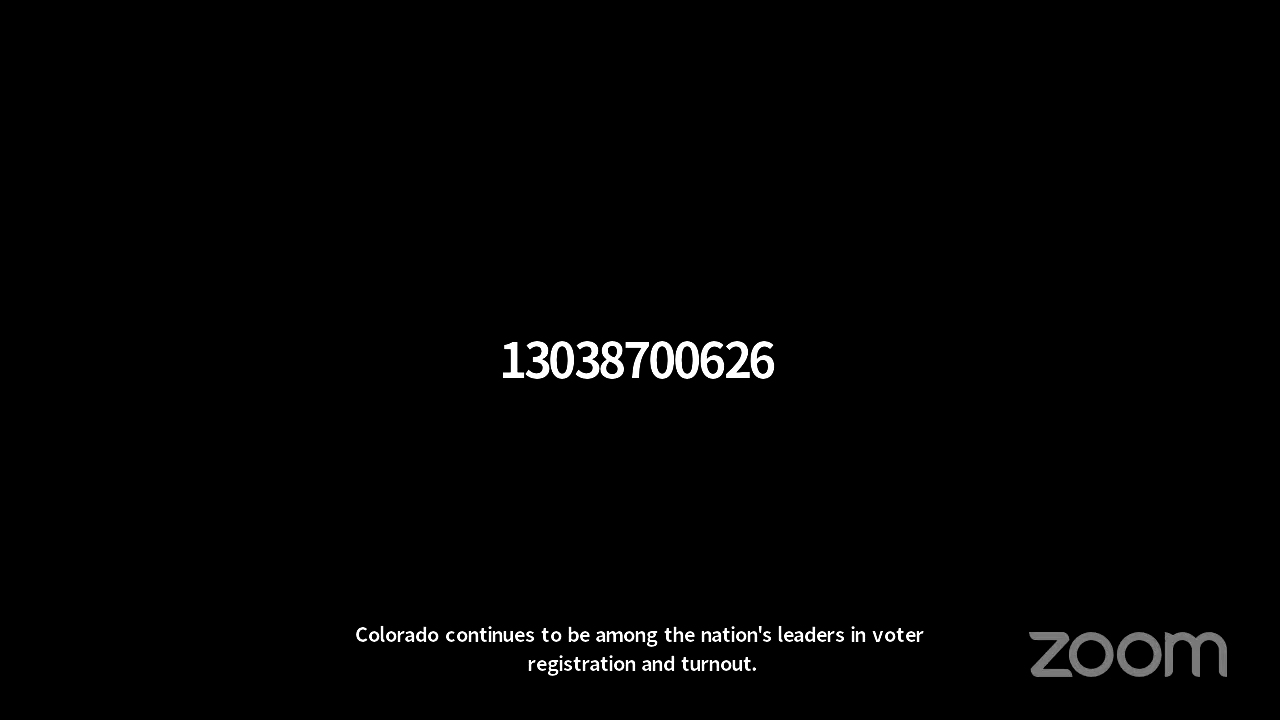 13038700626
Colorado continues to be among the nation's leaders in voter
registration and turnout.
zoom